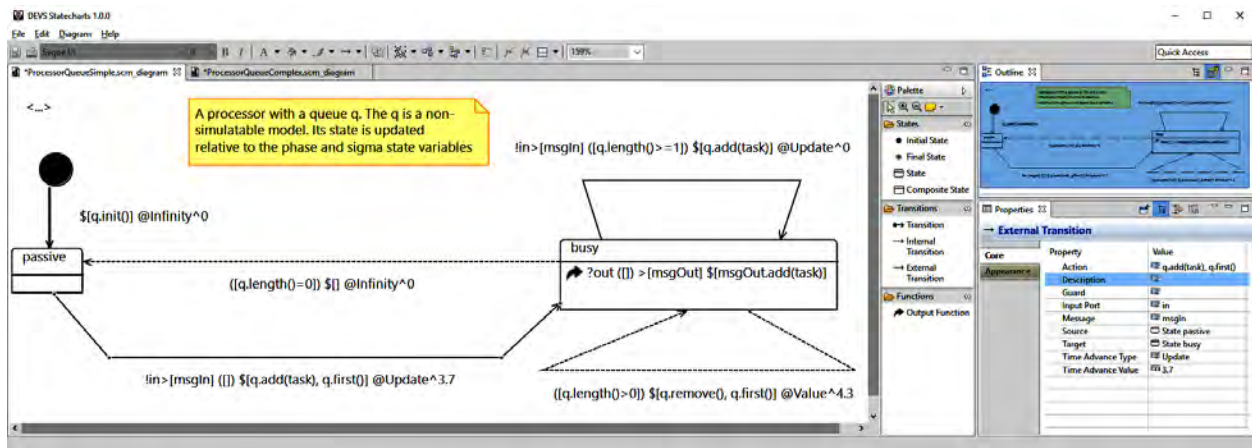 DEVS Statecharts 1.0.0
File Edit Diagram Help
Segoe UI 9 B I A 159% Quick Access
*ProcessorQueueSimple.scm_diagram *ProcessorQueueComplex.scm_diagram
<...>
A processor with a queue q. The q is a non-
simulatable model. Its state is updated
relative to the phase and sigma state variables
!in>[msgIn] ([q.length()>=1]) $[q.add(task)] @Update^0
$[q.init()] @Infinity^0
passive
busy
?out ([]) >[msgOut] $[msgOut.add(task)]
([q.length()=0]) $[] @Infinity^0
!in>[msgIn] ([]) $[q.add(task), q.first()] @Update^3.7
([q.length()>0]) $[q.remove(), q.first()] @Value^4.3
Palette
States
Initial State
Final State
State
Composite State
Transitions
Transition
Internal
Transition
External
Transition
Functions
Output Function
Outline
Properties
External Transition
Core
Appearance
Property Value
Action q.add(task), q.first()
Description
Guard
Input Port in
Message msgIn
Source State passive
Target State busy
Time Advance Type Update
Time Advance Value 3.7